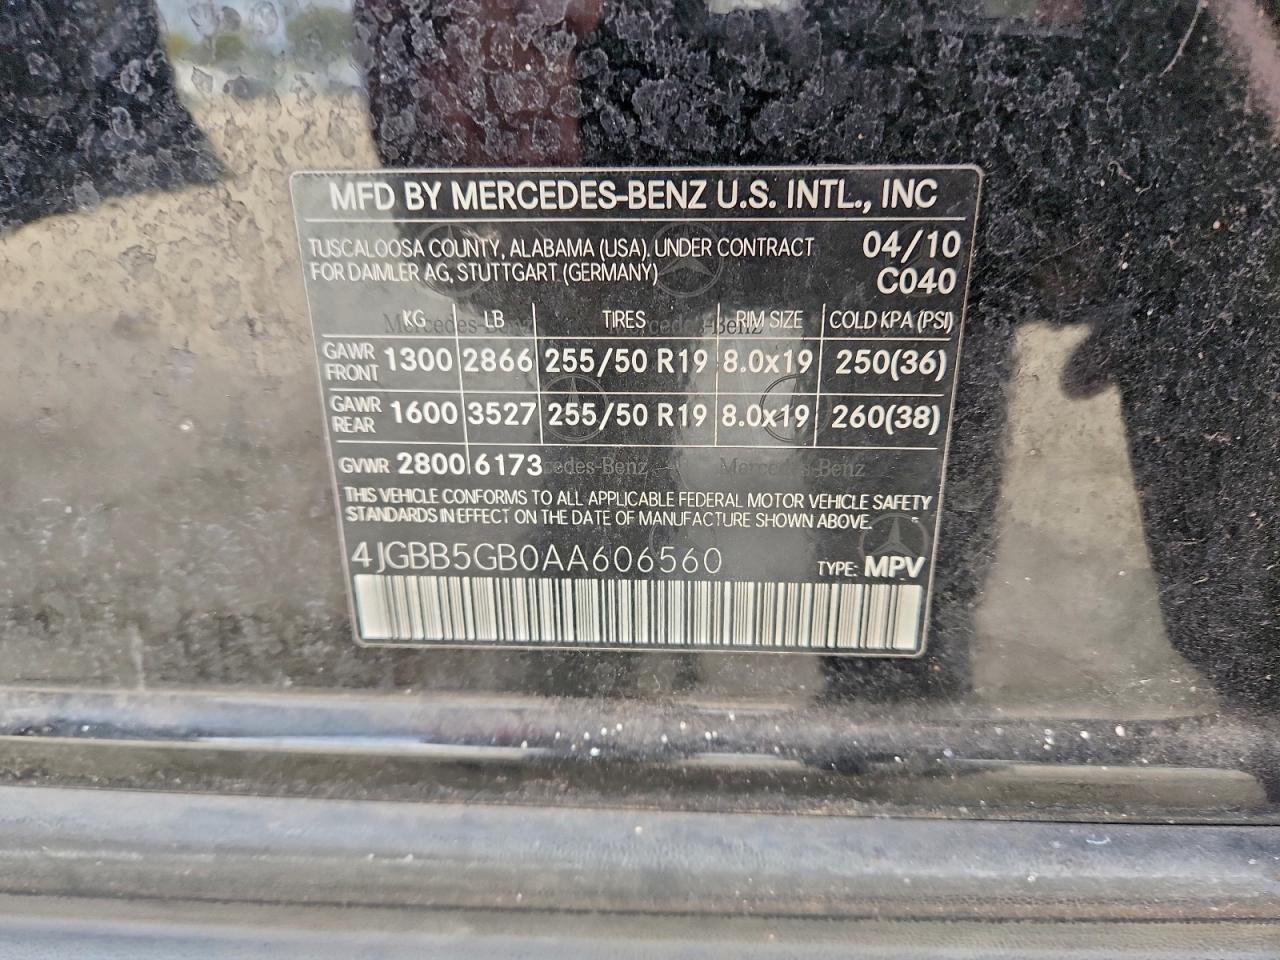 MFD BY MERCEDES-BENZ U.S. INTL., INC
TUSCALOOSA COUNTY, ALABAMA (USA), UNDER CONTRACT 04/10
FOR DAIMLER AG, STUTTGART (GERMANY) C040
KG LB TIRES RIM SIZE COLD KPA (PSI)
GAWR FRONT 1300 2866 255/50 R19 8.0x19 250(36)
GAWR REAR 1600 3527 255/50 R19 8.0x19 260(38)
GVWR 2800 6173
THIS VEHICLE CONFORMS TO ALL APPLICABLE FEDERAL MOTOR VEHICLE SAFETY
STANDARDS IN EFFECT ON THE DATE OF MANUFACTURE SHOWN ABOVE.
4JGBB5GB0AA606560 TYPE: MPV